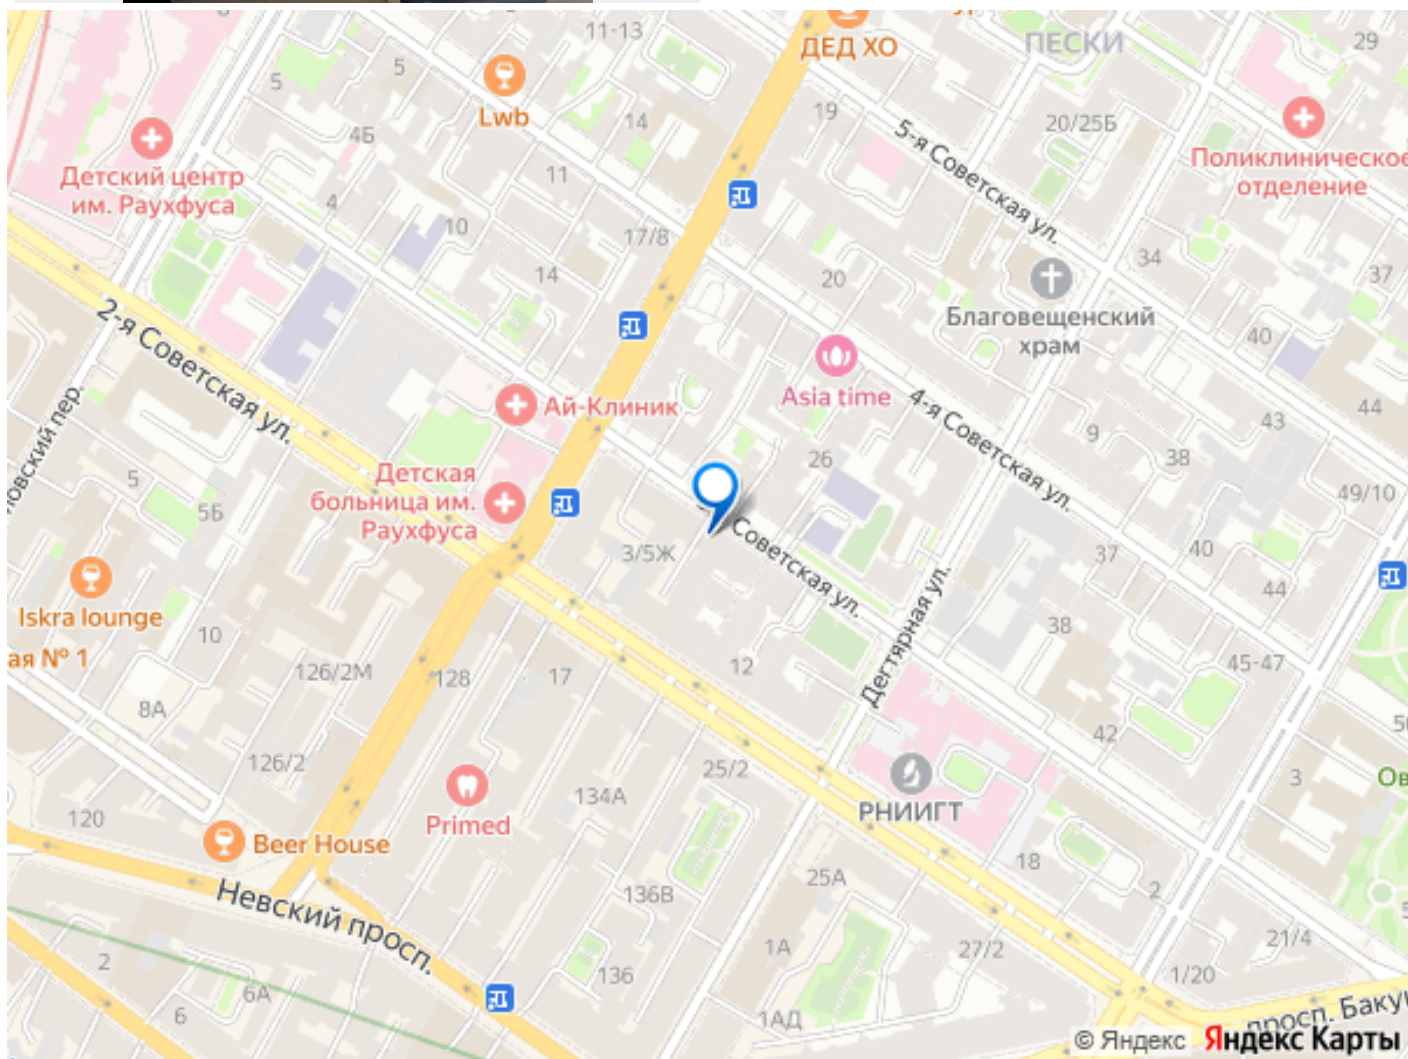 11-13
ДЕД ХО
ПЕСКИ
29
5
5
Lwb
4Б
14
19
5-я Советская ул.
20/25Б
Поликлиническое
отделение
Детский центр
им. Раухфуса
11
4
10
17/8
14
20
34
37
Благовещенский
храм
40
2-я Советская ул.
Asia time
Ай-Клиник
4-я Советская ул.
44
43
9
38
Детская
больница им.
Раухфуса
26
49/10
5
5Б
3/5Ж
Советская ул.
37
40
44
Iskra lounge
ая № 1
10
Дегтярная ул.
38
45-47
126/2М
128
17
12
8А
42
126/2
25/2
3
Ов
РНИИГТ
134А
Primed
120
Beer House
18
2
25А
136В
Невский просп.
1А
27/2
21/4
2
6А
136
1/20
6
1АД
просп. Баку
© Яндекс Яндекс Карты